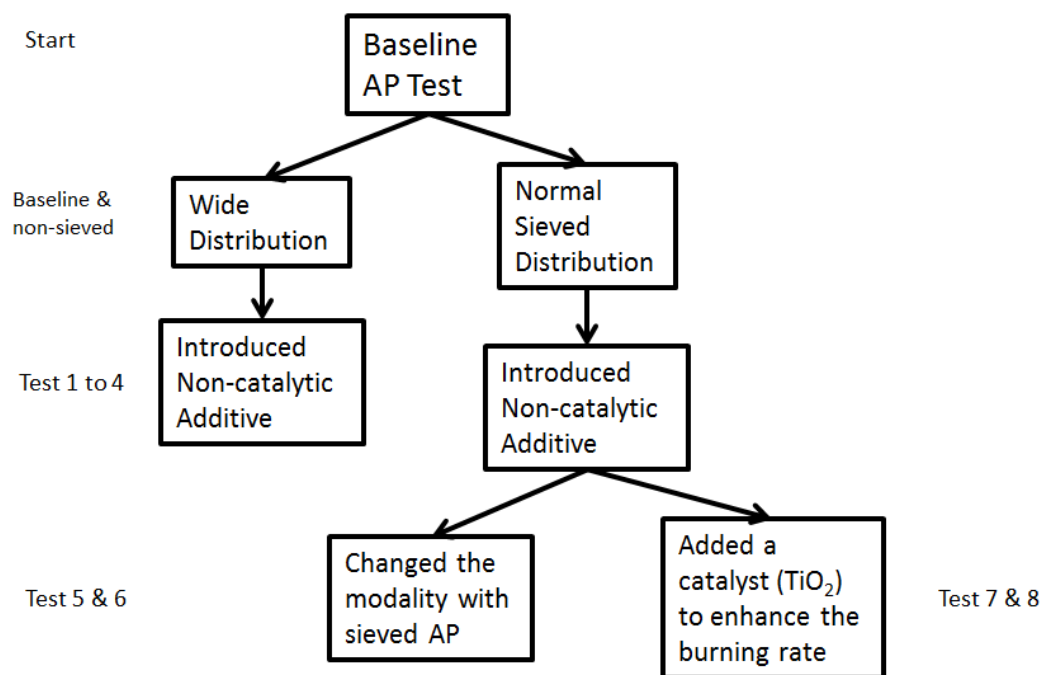 Start
Baseline
AP Test
Baseline &
non-sieved
Wide
Distribution
Normal
Sieved
Distribution
Test 1 to 4
Introduced
Non-catalytic
Additive
Introduced
Non-catalytic
Additive
Test 5 & 6
Changed the
modality with
sieved AP
Added a
catalyst (TiO₂)
to enhance the
burning rate
Test 7 & 8